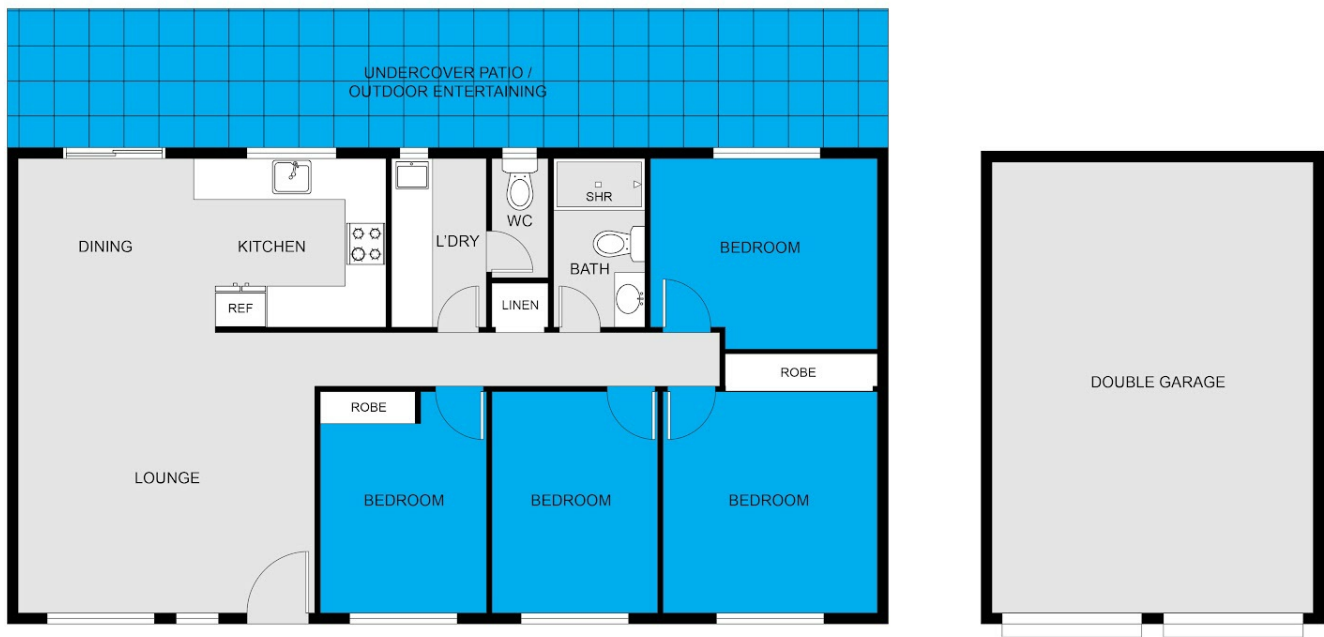 UNDERCOVER PATIO /
OUTDOOR ENTERTAINING
DINING
KITCHEN
REF
L'DRY
WC
LINEN
SHR
BATH
BEDROOM
ROBE
ROBE
LOUNGE
BEDROOM
BEDROOM
BEDROOM
DOUBLE GARAGE